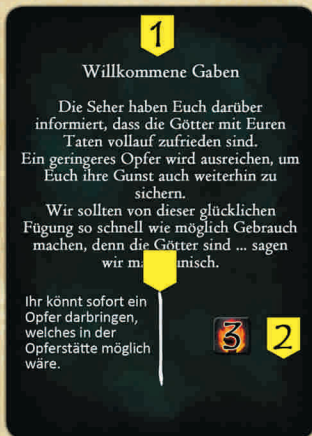 1
Willkommene Gaben
Die Seher haben Euch darüber
informiert, dass die Götter mit Euren
Taten vollauf zufrieden sind.
Ein geringeres Opfer wird ausreichen, um
Euch ihre Gunst auch weiterhin zu
sichern.
Wir sollten von dieser glücklichen
Fügung so schnell wie möglich Gebrauch
machen, denn die Götter sind ... sagen
wir
Ihr könnt sofort ein
Opfer darbringen,
welches in der
Opferstätte möglich
wäre.
3
2